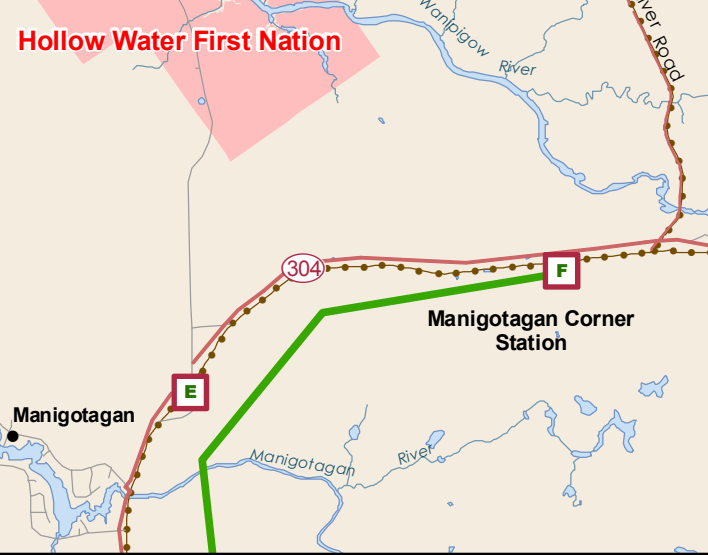 Hollow Water First Nation
Wanipigow
River
River Road
304
F
Manigotagan Corner
Station
E
Manigotagan
Manigotagan
River